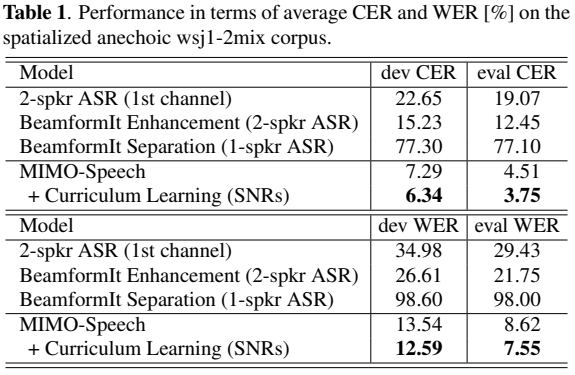 Table 1. Performance in terms of average CER and WER [%] on the
spatialized anechoic wsj1-2mix corpus.
Model dev CER eval CER
2-spkr ASR (1st channel) 22.65 19.07
BeamformIt Enhancement (2-spkr ASR) 15.23 12.45
BeamformIt Separation (1-spkr ASR) 77.30 77.10
MIMO-Speech 7.29 4.51
+ Curriculum Learning (SNRs) 6.34 3.75
Model dev WER eval WER
2-spkr ASR (1st channel) 34.98 29.43
BeamformIt Enhancement (2-spkr ASR) 26.61 21.75
BeamformIt Separation (1-spkr ASR) 98.60 98.00
MIMO-Speech 13.54 8.62
+ Curriculum Learning (SNRs) 12.59 7.55